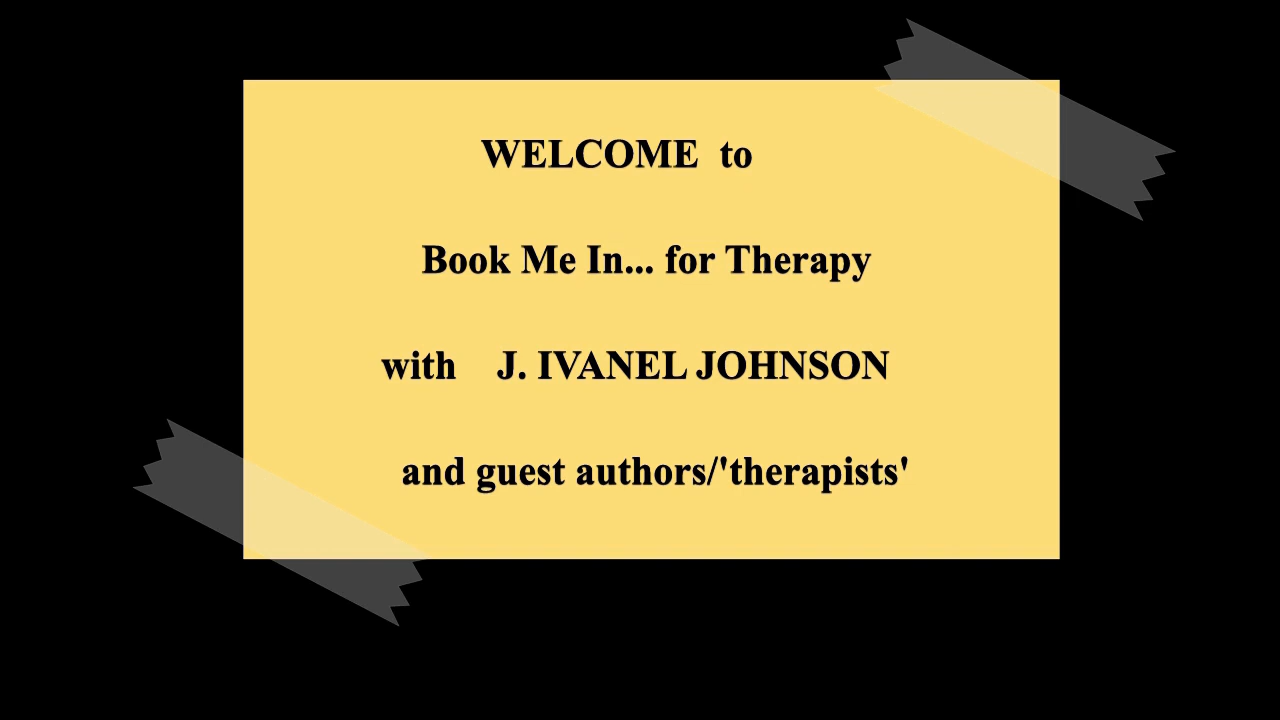 WELCOME to
Book Me In... for Therapy
with J. IVANEL JOHNSON
and guest authors/'therapists'